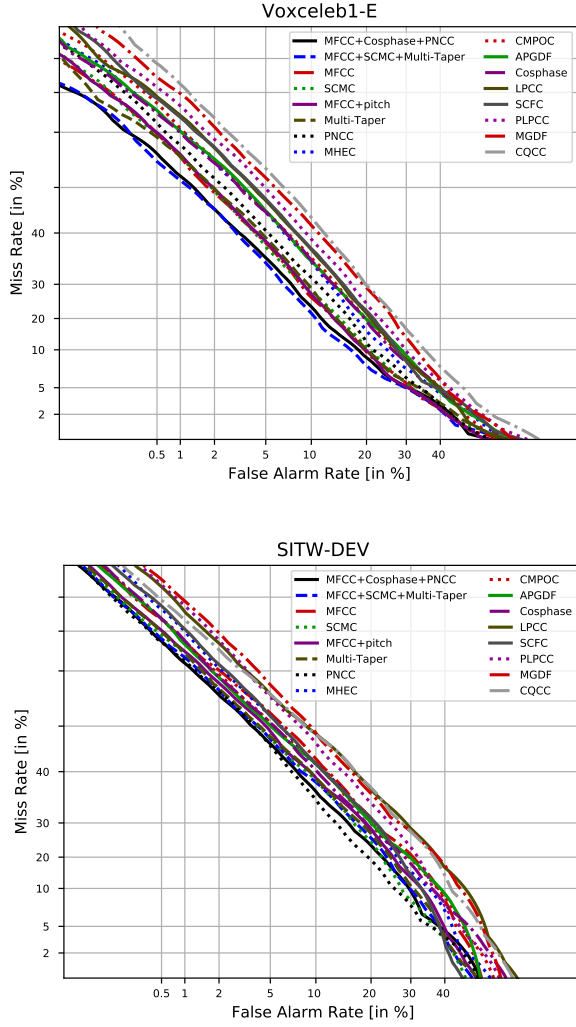 Voxceleb1-E
MFCC+Cosphase+PNCC
MFCC+SCMC+Multi-Taper
MFCC
SCMC
MFCC+pitch
Multi-Taper
PNCC
MHEC
CMPOC
APGDF
Cosphase
LPCC
SCFC
PLPCC
MGDF
CQCC
Miss Rate [in %]
40
30
20
10
5
2
0.5 1 2 5 10 20 30 40
False Alarm Rate [in %]
SITW-DEV
MFCC+Cosphase+PNCC
MFCC+SCMC+Multi-Taper
MFCC
SCMC
MFCC+pitch
Multi-Taper
PNCC
MHEC
CMPOC
APGDF
Cosphase
LPCC
SCFC
PLPCC
MGDF
CQCC
Miss Rate [in %]
40
30
20
10
5
2
0.5 1 2 5 10 20 30 40
False Alarm Rate [in %]